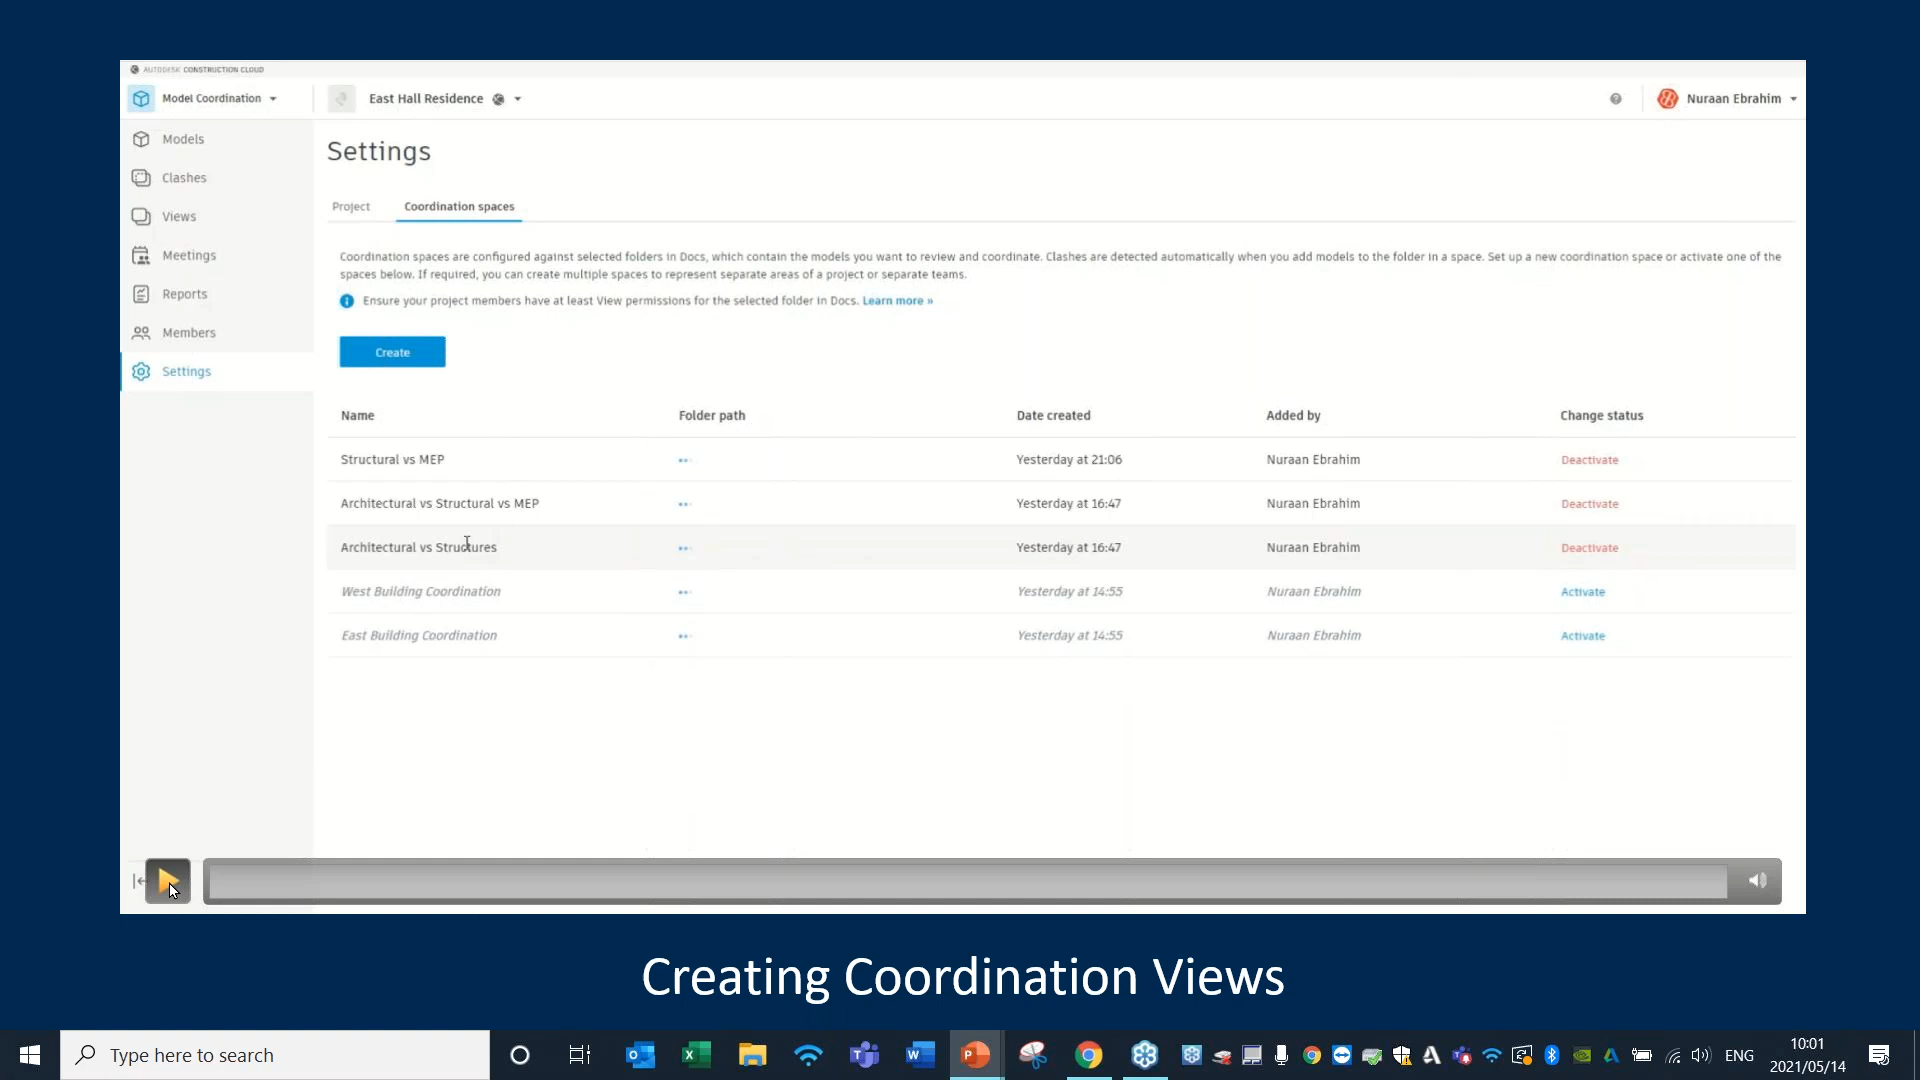 AUTODESK CONSTRUCTION CLOUD
Model Coordination
East Hall Residence
Nuraan Ebrahim
Models
Clashes
Views
Meetings
Reports
Members
Settings
Settings
Project
Coordination spaces
Coordination spaces are configured against selected folders in Docs, which contain the models you want to review and coordinate. Clashes are detected automatically when you add models to the folder in a space. Set up a new coordination space or activate one of the
spaces below. If required, you can create multiple spaces to represent separate areas of a project or separate teams.
Ensure your project members have at least View permissions for the selected folder in Docs. Learn more »
Create
Name Folder path Date created Added by Change status
Structural vs MEP Yesterday at 21:06 Nuraan Ebrahim Deactivate
Architectural vs Structural vs MEP Yesterday at 16:47 Nuraan Ebrahim Deactivate
Architectural vs Structures Yesterday at 16:47 Nuraan Ebrahim Deactivate
West Building Coordination Yesterday at 14:55 Nuraan Ebrahim Activate
East Building Coordination Yesterday at 14:55 Nuraan Ebrahim Activate
Creating Coordination Views
Type here to search
ENG
10:01
2021/05/14